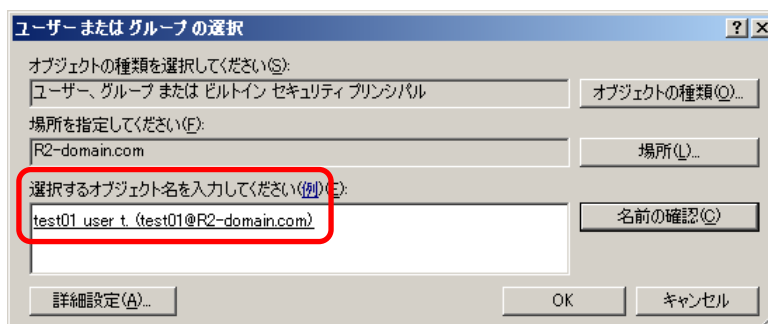 ユーザー または グループ の選択
オブジェクトの種類を選択してください(S):
ユーザー、グループ または ビルトイン セキュリティ プリンシパル
オブジェクトの種類(O)...
場所を指定してください(F):
R2-domain.com
場所(L)...
選択するオブジェクト名を入力してください(例)(E):
test01 user t. (test01@R2-domain.com)
名前の確認(C)
詳細設定(A)...
OK
キャンセル